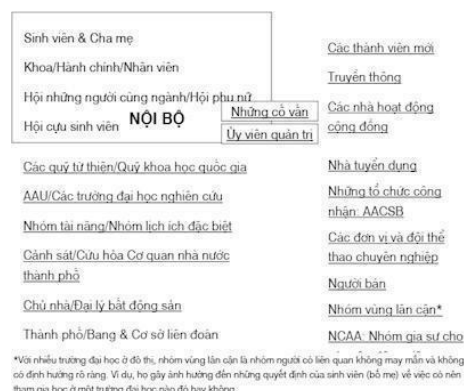 Sinh viên & Cha mẹ
Khoa/Hành chính/Nhân viên
Hội những người cùng ngành/Hội phụ nữ
Hội cựu sinh viên
NỘI BỘ
Những cố vấn
Ủy viên quản trị
Các quỹ từ thiện/Quỹ khoa học quốc gia
AAU/Các trường đại học nghiên cứu
Nhóm tài năng/Nhóm lịch ích đặc biệt
Cảnh sát/Cứu hỏa Cơ quan nhà nước
thành phố
Chủ nhà/Đại lý bất động sản
Thành phố/Bang & Cơ sở liên đoàn
Các thành viên mới
Truyền thông
Các nhà hoạt động
cộng đồng
Nhà tuyển dụng
Những tổ chức công
nhận: AACSB
Các đơn vị và đội thể
thao chuyên nghiệp
Người bán
Nhóm vùng lân cận*
NCAA: Nhóm gia sư cho
*Với nhiều trường đại học ở đô thị, nhóm vùng lân cận là nhóm người có liên quan không may mắn và không
có định hướng rõ ràng. Ví dụ, họ gây ảnh hưởng đến những quyết định của sinh viên (bố mẹ) về việc có nên
tham gia học ở một trường đại học nào đó hay không.